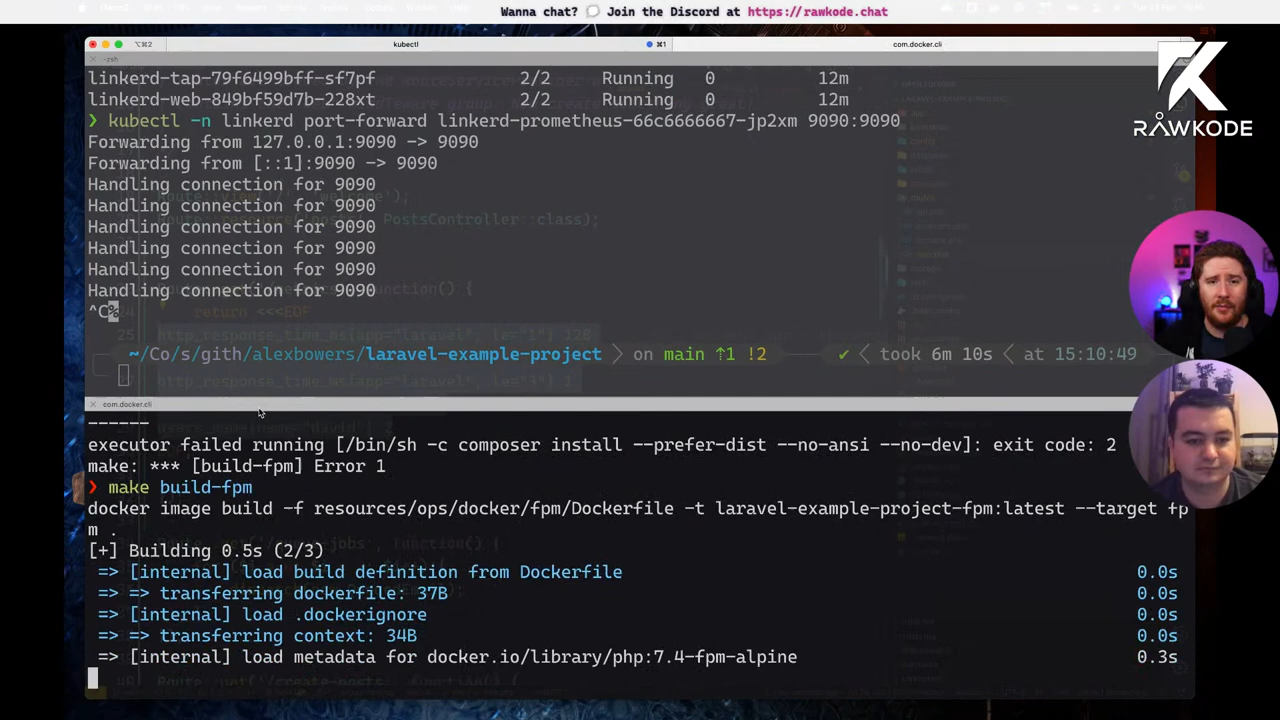 Wanna chat? 💬 Join the Discord at https://rawkode.chat
⌥⌘2 kubectl ⌘1 com.docker.cli
-zsh
linkerd-tap-79f6499bff-sf7pf 2/2 Running 0 12m
linkerd-web-849bf59d7b-228xt 2/2 Running 0 12m
❯ kubectl -n linkerd port-forward linkerd-prometheus-66c6666667-jp2xm 9090:9090
Forwarding from 127.0.0.1:9090 -> 9090
Forwarding from [::1]:9090 -> 9090
Handling connection for 9090
Handling connection for 9090
Handling connection for 9090
Handling connection for 9090
Handling connection for 9090
Handling connection for 9090
^C%
~/Co/s/gith/alexbowers/laravel-example-project on main ⇡1 !2 ✔ took 6m 10s at 15:10:49
com.docker.cli
------
executor failed running [/bin/sh -c composer install --prefer-dist --no-ansi --no-dev]: exit code: 2
make: *** [build-fpm] Error 1
❯ make build-fpm
docker image build -f resources/ops/docker/fpm/Dockerfile -t laravel-example-project-fpm:latest --target fp
m .
[+] Building 0.5s (2/3)
=> [internal] load build definition from Dockerfile 0.0s
=> => transferring dockerfile: 37B 0.0s
=> [internal] load .dockerignore 0.0s
=> => transferring context: 34B 0.0s
=> [internal] load metadata for docker.io/library/php:7.4-fpm-alpine 0.3s
RAWKODE